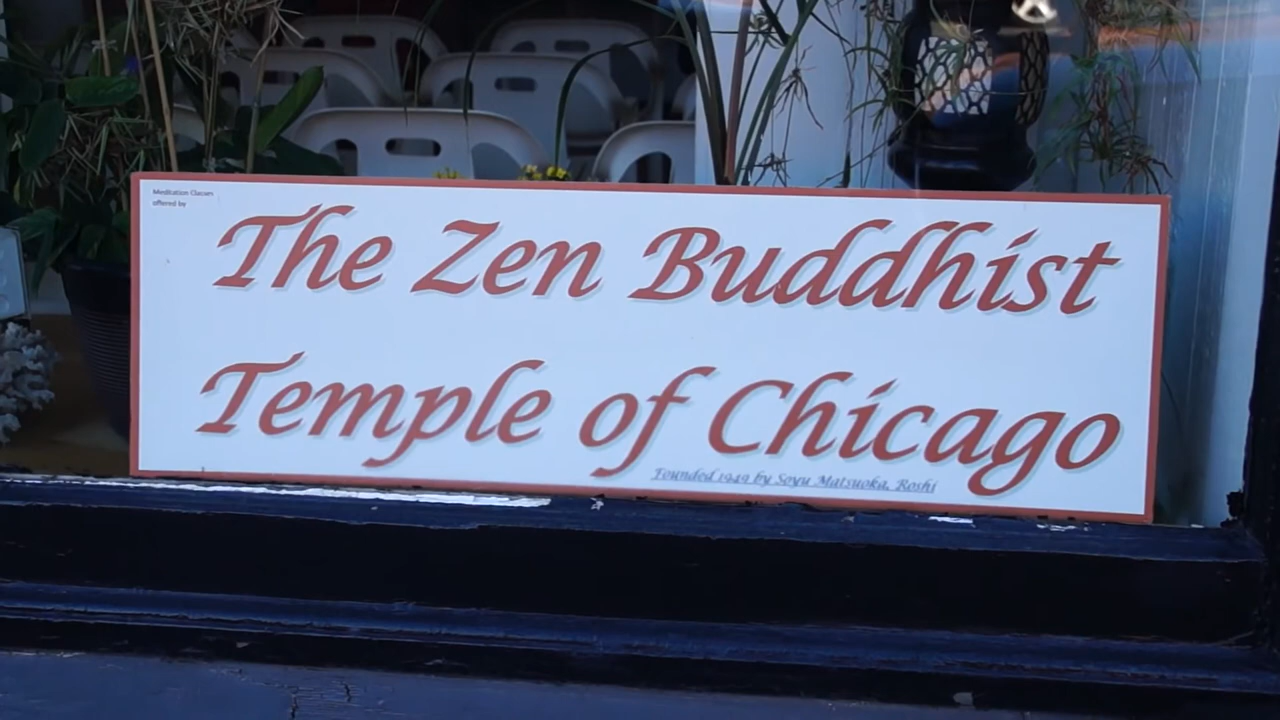 Meditation Classes
offered by
The Zen Buddhist
Temple of Chicago
Founded 1949 by Soyu Matsuoka, Roshi